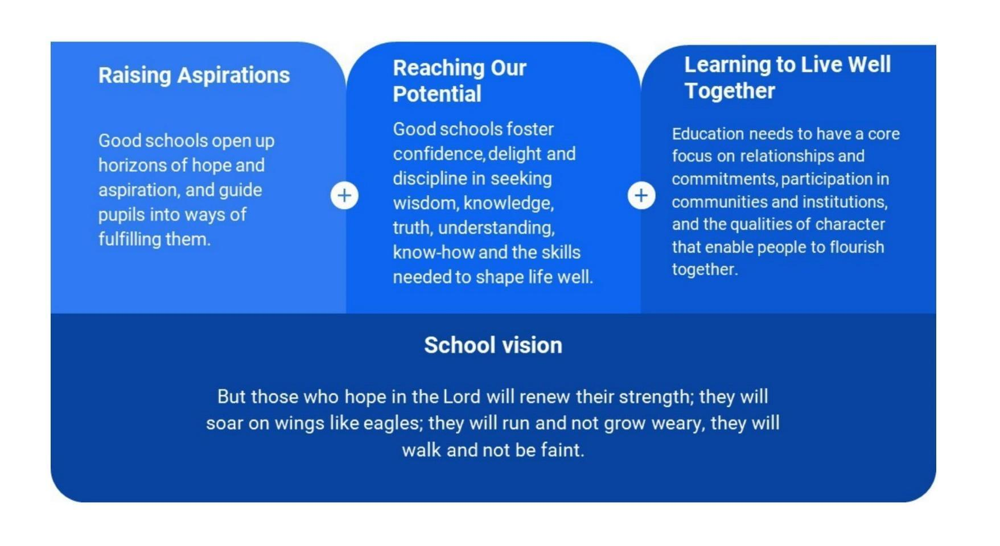 Raising Aspirations
Good schools open up
horizons of hope and
aspiration, and guide
pupils into ways of
fulfilling them.
Reaching Our
Potential
Good schools foster
confidence, delight and
discipline in seeking
wisdom, knowledge,
truth, understanding,
know-how and the skills
needed to shape life well.
Learning to Live Well
Together
Education needs to have a core
focus on relationships and
commitments, participation in
communities and institutions,
and the qualities of character
that enable people to flourish
together.
School vision
But those who hope in the Lord will renew their strength; they will
soar on wings like eagles; they will run and not grow weary, they will
walk and not be faint.